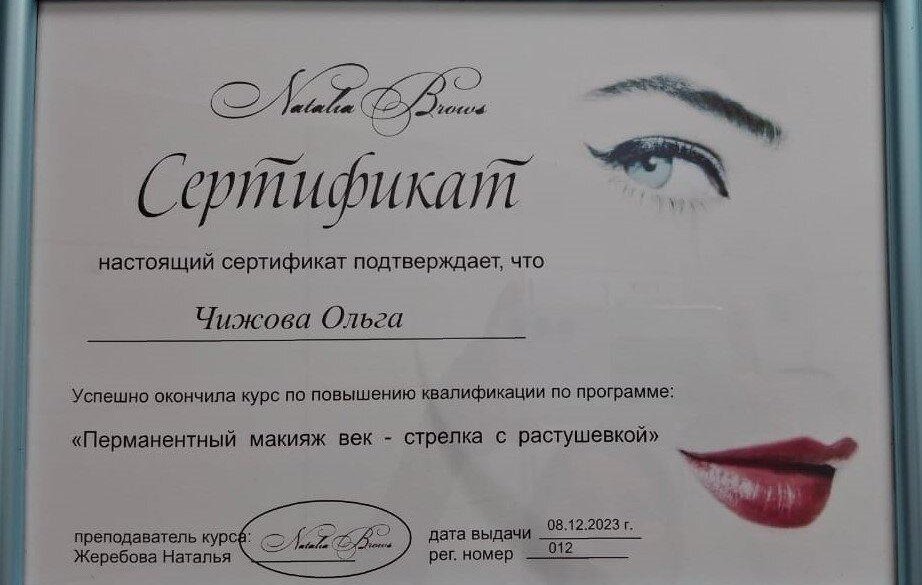 Natalia Brows
Сертификат
настоящий сертификат подтверждает, что
Чижова Ольга
Успешно окончила курс по повышению квалификации по программе:
«Перманентный макияж век - стрелка с растушевкой»
преподаватель курса:
Жеребова Наталья
Natalia Brows
дата выдачи 08.12.2023 г.
рег. номер 012